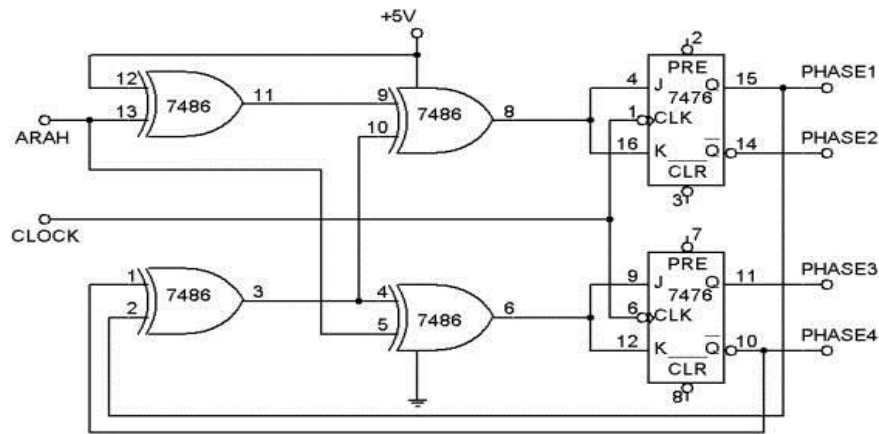 +5V
2
12
13
7486
11
9
10
7486
8
4
J
PRE
7476
Q
15
PHASE1
1
CLK
ARAH
16
K
Q
14
PHASE2
CLR
3
CLOCK
7
1
2
7486
3
4
5
7486
6
9
J
PRE
7476
Q
11
PHASE3
6
CLK
12
K
Q
10
PHASE4
CLR
8